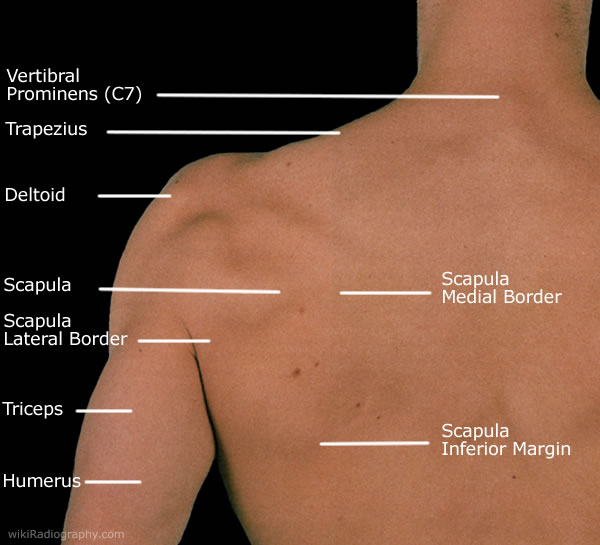 Vertibral
Prominens (C7)
Trapezius
Deltoid
Scapula
Scapula
Medial Border
Scapula
Lateral Border
Triceps
Scapula
Inferior Margin
Humerus
wikiRadiography.com